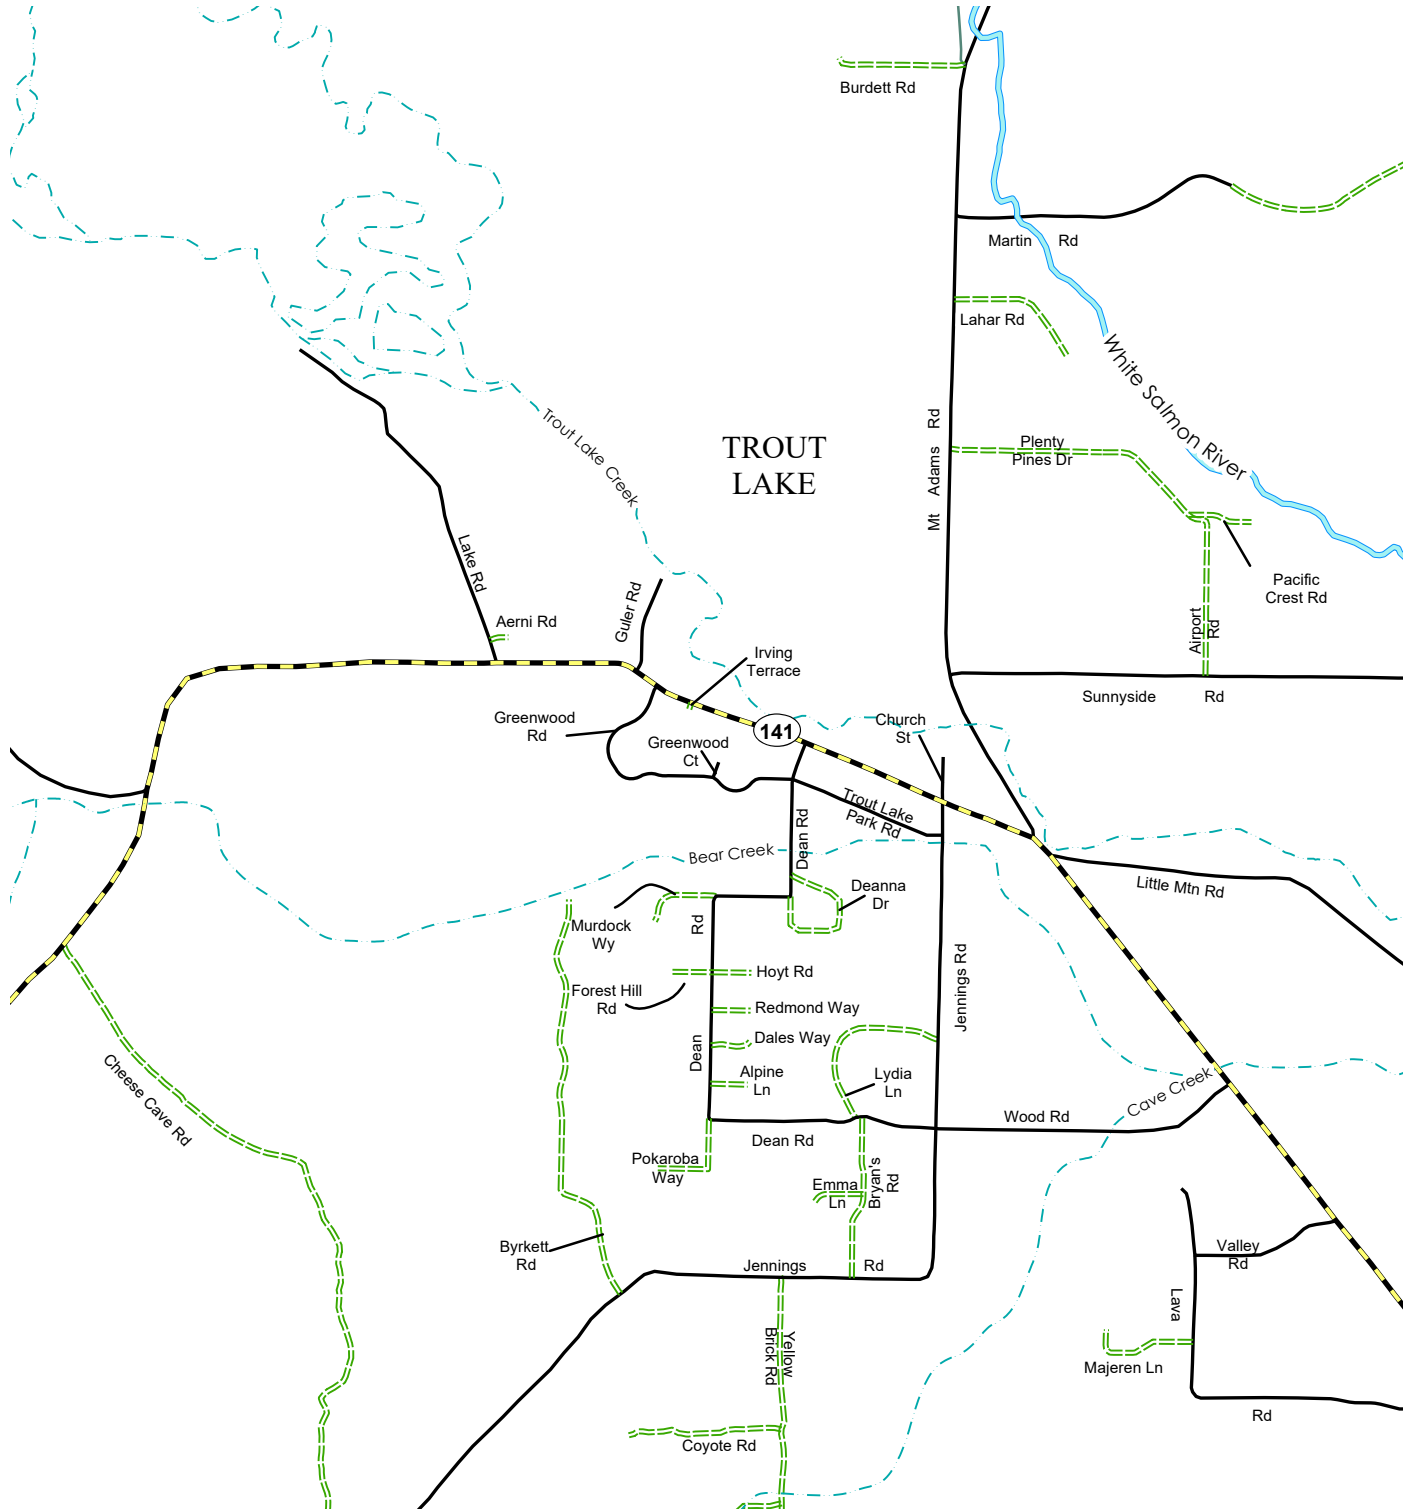 Burdett Rd
Martin Rd
Lahar Rd
White Salmon River
Trout Lake Creek
TROUT
LAKE
Mt Adams Rd
Plenty
Pines Dr
Pacific
Crest Rd
Airport
Rd
Lake Rd
Aerni Rd
Guler Rd
Irving
Terrace
Sunnyside Rd
Greenwood
Rd
Greenwood
Ct
141
Church
St
Trout Lake
Park Rd
Dean Rd
Bear Creek
Deanna
Dr
Little Mtn Rd
Murdock
Wy
Dean Rd
Hoyt Rd
Forest Hill
Rd
Redmond Way
Dales Way
Alpine
Ln
Lydia
Ln
Jennings Rd
Cheese Cave Rd
Cave Creek
Wood Rd
Dean Rd
Pokaroba
Way
Emma
Ln
Bryan's
Rd
Byrkett
Rd
Jennings Rd
Valley
Rd
Lava Rd
Yellow
Brick Rd
Majeren Ln
Coyote Rd